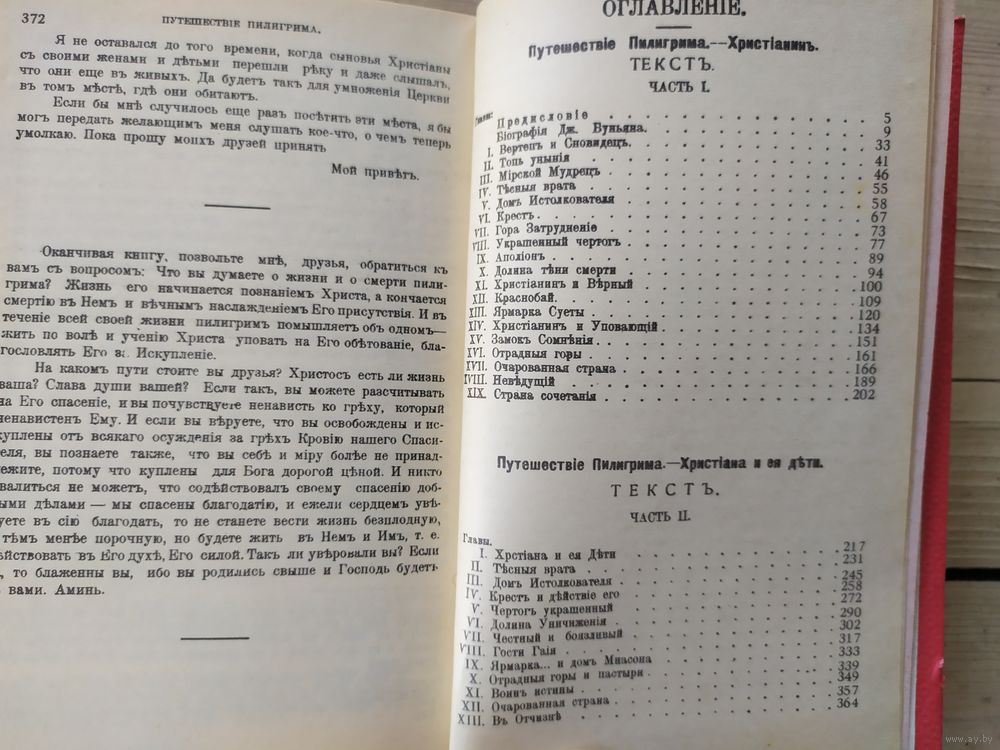 372
ПУТЕШЕСТВІЕ ПИЛИГРИМА.
Я не оставался до того времени, когда сыновья Христіаны
съ своими женами и дѣтьми перешли рѣку и даже слышалъ,
что они еще въ живыхъ. Да будетъ такъ для умноженія Церкви
въ томъ мѣстѣ, гдѣ они обитаютъ.
Если бы мнѣ случилось еще разъ посѣтить эти мѣста, я бы
могъ передать желающимъ меня слушать кое-что, о чемъ теперь
умолкаю. Пока прошу моихъ друзей принять
Мой привѣтъ.
Оканчивая книгу, позвольте мнѣ, друзья, обратиться къ
вамъ съ вопросомъ: Что вы думаете о жизни и о смерти пили-
грима? Жизнь его начинается познаніемъ Христа, а кончается
смертію въ Немъ и вѣчнымъ наслажденіемъ Его присутствія. И въ
теченіе всей своей жизни пилигримъ помышляетъ объ одномъ—
жить по волѣ и ученію Христа уповать на Его обѣтованіе, бла-
гословлять Его за Искупленіе.
На какомъ пути стоите вы друзья? Христосъ есть ли жизнь
ваша? Слава души вашей? Если такъ, вы можете разсчитывать
на Его спасеніе, и вы почувствуете ненависть ко грѣху, который
ненавистенъ Ему. И если вы вѣруете, что вы освобождены и ис-
куплены отъ всякаго осужденія за грѣхъ Кровію нашего Спаси-
теля, вы познаете также, что вы себѣ и міру болѣе не принад-
лежите, потому что куплены для Бога дорогой цѣной. И никто
хвалиться не можетъ, что содѣйствовалъ своему спасенію доб-
рыми дѣлами — мы спасены благодатію, и ежели сердцемъ увѣ-
руете въ сію благодать, то не станете вести жизнь безплодную,
тѣмъ менѣе порочную, но будете жить въ Немъ и Имъ, т. е.
дѣйствовать въ Его духѣ, Его силой. Такъ ли увѣровали вы? Если
, то блаженны вы, ибо вы родились свыше и Господь будетъ
вами. Аминь.
ОГЛАВЛЕНІЕ.
Путешествіе Пилигрима.—Христіанинъ.
ТЕКСТЪ.
ЧАСТЬ I.
Предисловіе 5
Біографія Дж. Буньяна. 9
I. Вертепъ и Сновидецъ. 33
II. Топь унынія 41
III. Мірской Мудрецъ 46
IV. Тѣсныя врата 55
V. Домъ Истолкователя 58
VI. Крестъ. 67
VII. Гора Затрудненіе 73
VIII. Украшенный чертогъ 77
IX. Аполіонъ 89
X. Долина тѣни смерти 94
XI. Христіанинъ и Вѣрный 100
XII. Краснобай. 109
XIII. Ярмарка Суеты 120
XIV. Христіанинъ и Уповающій 134
XV. Замокъ Сомнѣнія 151
XVI. Отрадныя горы 161
XVII. Очарованная страна 166
XVIII. Невѣдущій 189
XIX. Страна сочетанія 202
Путешествіе Пилигрима.—Христіана и ея дѣти.
ТЕКСТЪ.
ЧАСТЬ II.
Главы.
I. Хрстіана и ея Дѣти 217
II. Тѣсныя врата 231
III. Домъ Истолкователя 245
IV. Крестъ и дѣйствіе его 258
V. Чертогъ украшенный 272
VI. Долина Уничиженія 290
VII. Честный и боязливый 302
VIII. Гости Гаія 317
IX. Ярмарка... и домъ Мнасона 333
X. Отрадныя горы и пастыри 339
XI. Воинъ истины 349
XII. Очарованная страна 357
XIII. Въ Отчизнѣ 364
www.ay.by